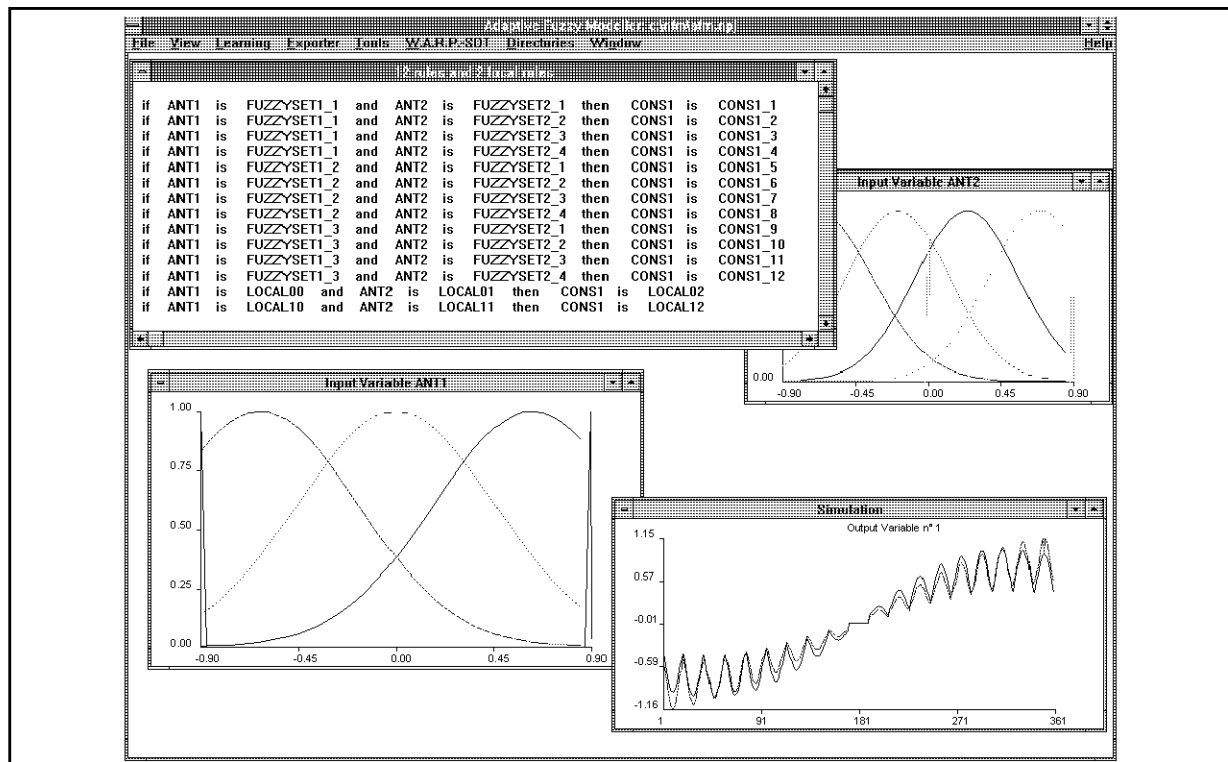 Adaptive Fuzzy Modeller
File View Learning Exporter Tools W.A.R.P.-SDT Directories Window Help
12 rules and 2 local rules
if ANT1 is FUZZYSET1_1 and ANT2 is FUZZYSET2_1 then CONS1 is CONS1_1
if ANT1 is FUZZYSET1_1 and ANT2 is FUZZYSET2_2 then CONS1 is CONS1_2
if ANT1 is FUZZYSET1_1 and ANT2 is FUZZYSET2_3 then CONS1 is CONS1_3
if ANT1 is FUZZYSET1_1 and ANT2 is FUZZYSET2_4 then CONS1 is CONS1_4
if ANT1 is FUZZYSET1_2 and ANT2 is FUZZYSET2_1 then CONS1 is CONS1_5
if ANT1 is FUZZYSET1_2 and ANT2 is FUZZYSET2_2 then CONS1 is CONS1_6
if ANT1 is FUZZYSET1_2 and ANT2 is FUZZYSET2_3 then CONS1 is CONS1_7
if ANT1 is FUZZYSET1_2 and ANT2 is FUZZYSET2_4 then CONS1 is CONS1_8
if ANT1 is FUZZYSET1_3 and ANT2 is FUZZYSET2_1 then CONS1 is CONS1_9
if ANT1 is FUZZYSET1_3 and ANT2 is FUZZYSET2_2 then CONS1 is CONS1_10
if ANT1 is FUZZYSET1_3 and ANT2 is FUZZYSET2_3 then CONS1 is CONS1_11
if ANT1 is FUZZYSET1_3 and ANT2 is FUZZYSET2_4 then CONS1 is CONS1_12
if ANT1 is LOCAL00 and ANT2 is LOCAL01 then CONS1 is LOCAL02
if ANT1 is LOCAL10 and ANT2 is LOCAL11 then CONS1 is LOCAL12
Input Variable ANT2
0.00
-0.90 -0.45 0.00 0.45 0.90
Input Variable ANT1
1.00
0.75
0.50
0.25
0.00
-0.90 -0.45 0.00 0.45 0.90
Simulation
Output Variable n° 1
1.15
0.57
-0.01
-0.59
-1.16
1 91 181 271 361